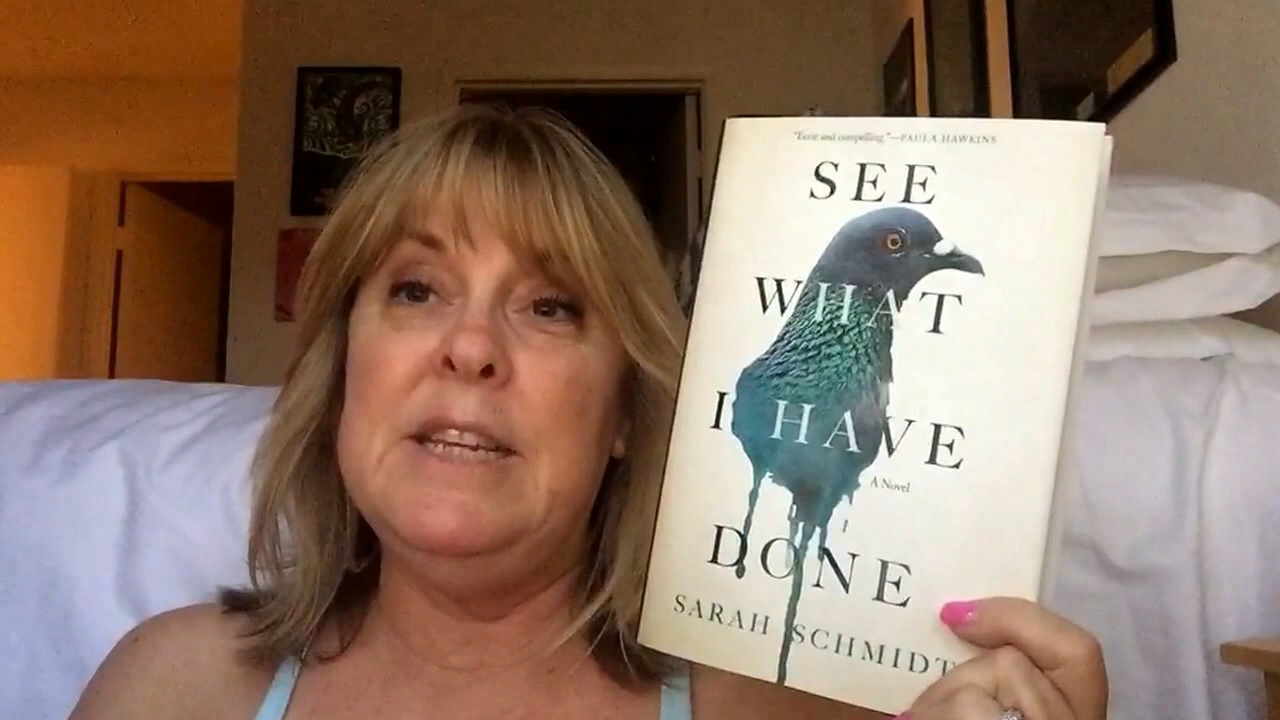 "Eerie and compelling."—PAULA HAWKINS
SEE
WHAT
I HAVE
A Novel
DONE
SARAH SCHMIDT